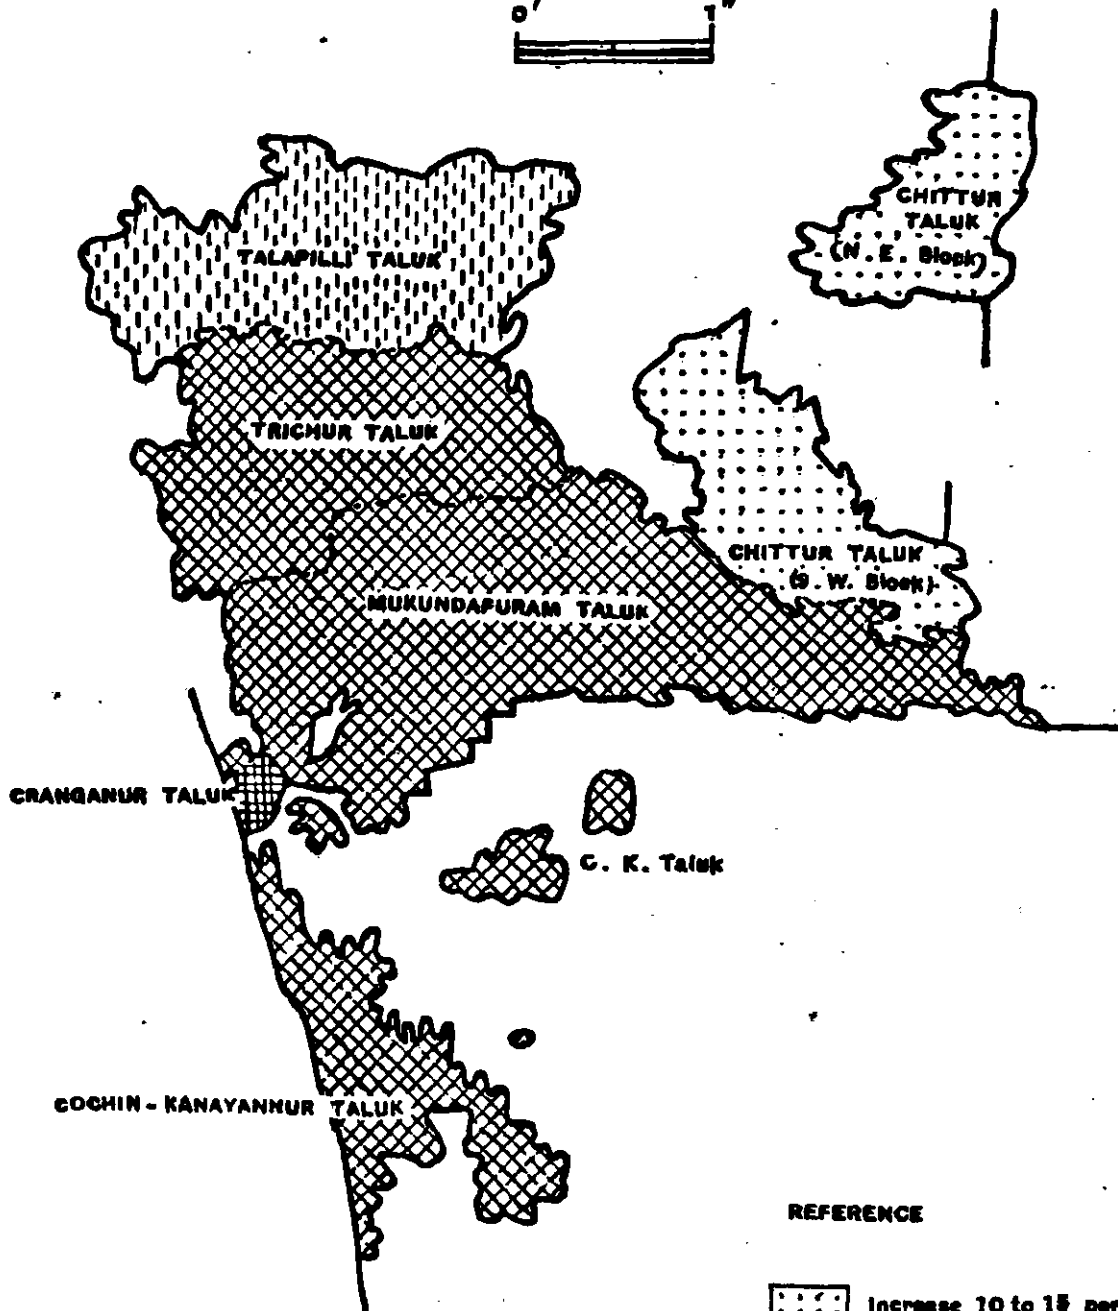 0' 1"
CHITTUR
TALUK
(N. E. Block)
TALAPILLI TALUK
TRICHUR TALUK
CHITTUR TALUK
(S. W. Block)
MUKUNDAPURAM TALUK
CRANGANUR TALUK
C. K. Taluk
COCHIN - KANAYANNUR TALUK
REFERENCE
Increase 10 to 15 per